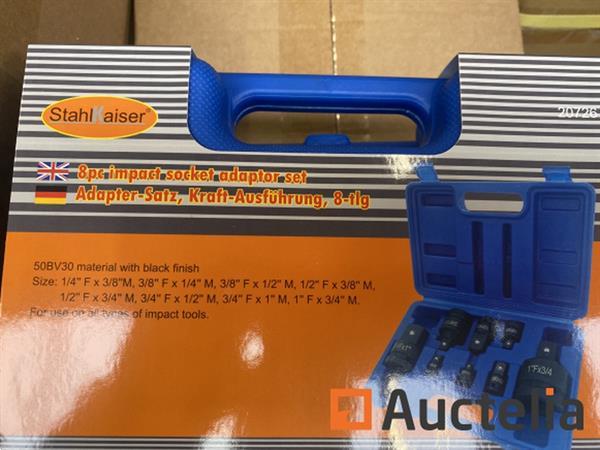 StahlKaiser®
20726
8pc impact socket adaptor set
Adapter-Satz, Kraft-Ausführung, 8-tlg
50BV30 material with black finish
Size: 1/4" F x 3/8"M, 3/8" F x 1/4" M, 3/8" F x 1/2" M, 1/2" F x 3/8" M,
1/2" F x 3/4" M, 3/4" F x 1/2" M, 3/4" F x 1" M, 1" F x 3/4" M.
For use on all types of impact tools.
1"Fx3/4
Auctelia